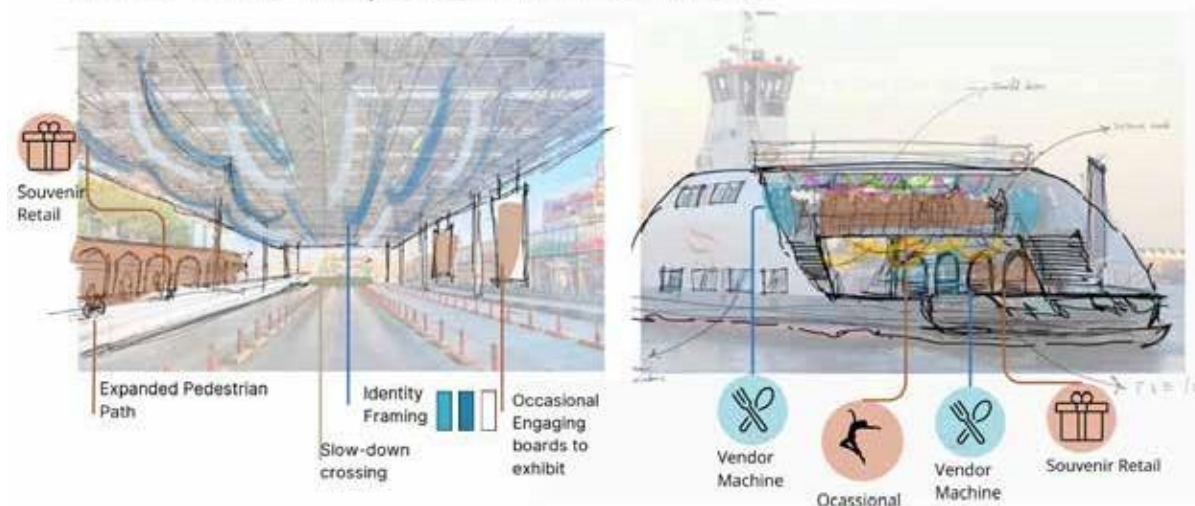 Souvenir
Retail
Expanded Pedestrian
Path
Slow-down
crossing
Identity
Framing
Occasional
Engaging
boards to
exhibit
Vendor
Machine
Ocassional
Vendor
Machine
Souvenir Retail